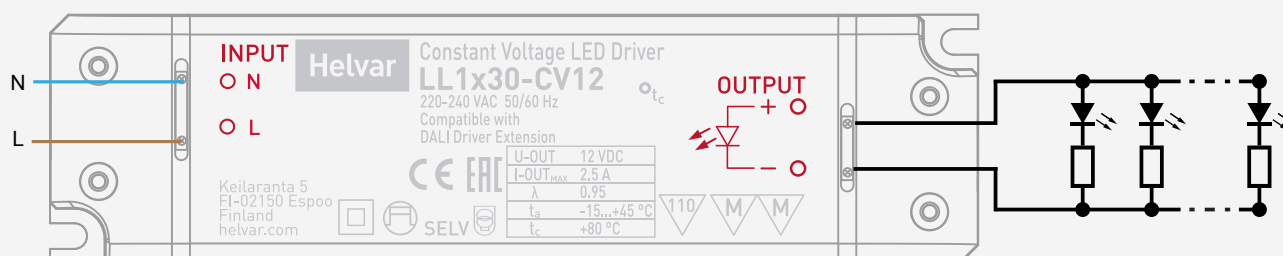 N
L
INPUT
N
L
Helvar
Constant Voltage LED Driver
LL1x30-CV12
220-240 VAC 50/60 Hz
Compatible with
DALI Driver Extension
tc
OUTPUT
+
−
U-OUT 12 VDC
I-OUTMAX 2.5 A
λ 0.95
ta -15...+45 °C
tc +80 °C
Keilaranta 5
FI-02150 Espoo
Finland
helvar.com
CE EAC
SELV
110
M
M